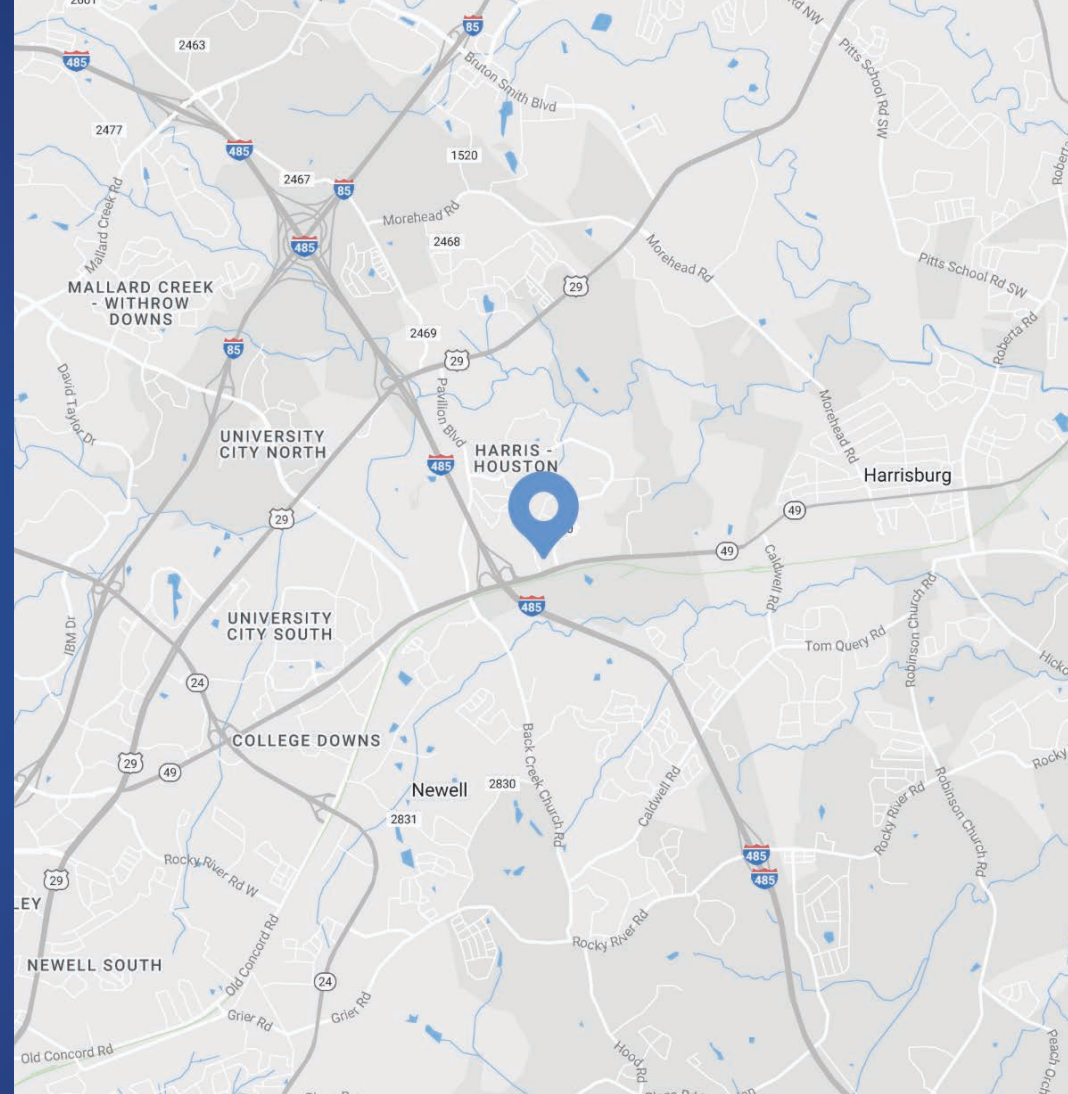 485
2463
85
Bruton Smith Blvd
Pitts School Rd SW
2477
485
1520
2467
85
Mallard Creek Rd
Morehead Rd
485
2468
Morehead Rd
Pitts School Rd SW
MALLARD CREEK
- WITHROW
DOWNS
29
Roberta Rd
85
2469
29
David Taylor Dr
Pavilion Blvd
Morehead Rd
UNIVERSITY
CITY NORTH
HARRIS -
HOUSTON
485
Harrisburg
29
49
49
Caldwell Rd
485
UNIVERSITY
CITY SOUTH
IBM Dr
Tom Query Rd
Robinson Church Rd
24
COLLEGE DOWNS
29
49
Back Creek Church Rd
Newell
2830
2831
Caldwell Rd
Rocky River Rd
Robinson Church Rd
Rocky
485
485
Rocky River Rd W
29
LEY
Rocky River Rd
Old Concord Rd
NEWELL SOUTH
24
Grier Rd
Grier Rd
Old Concord Rd
Hood Rd
Peach Orch